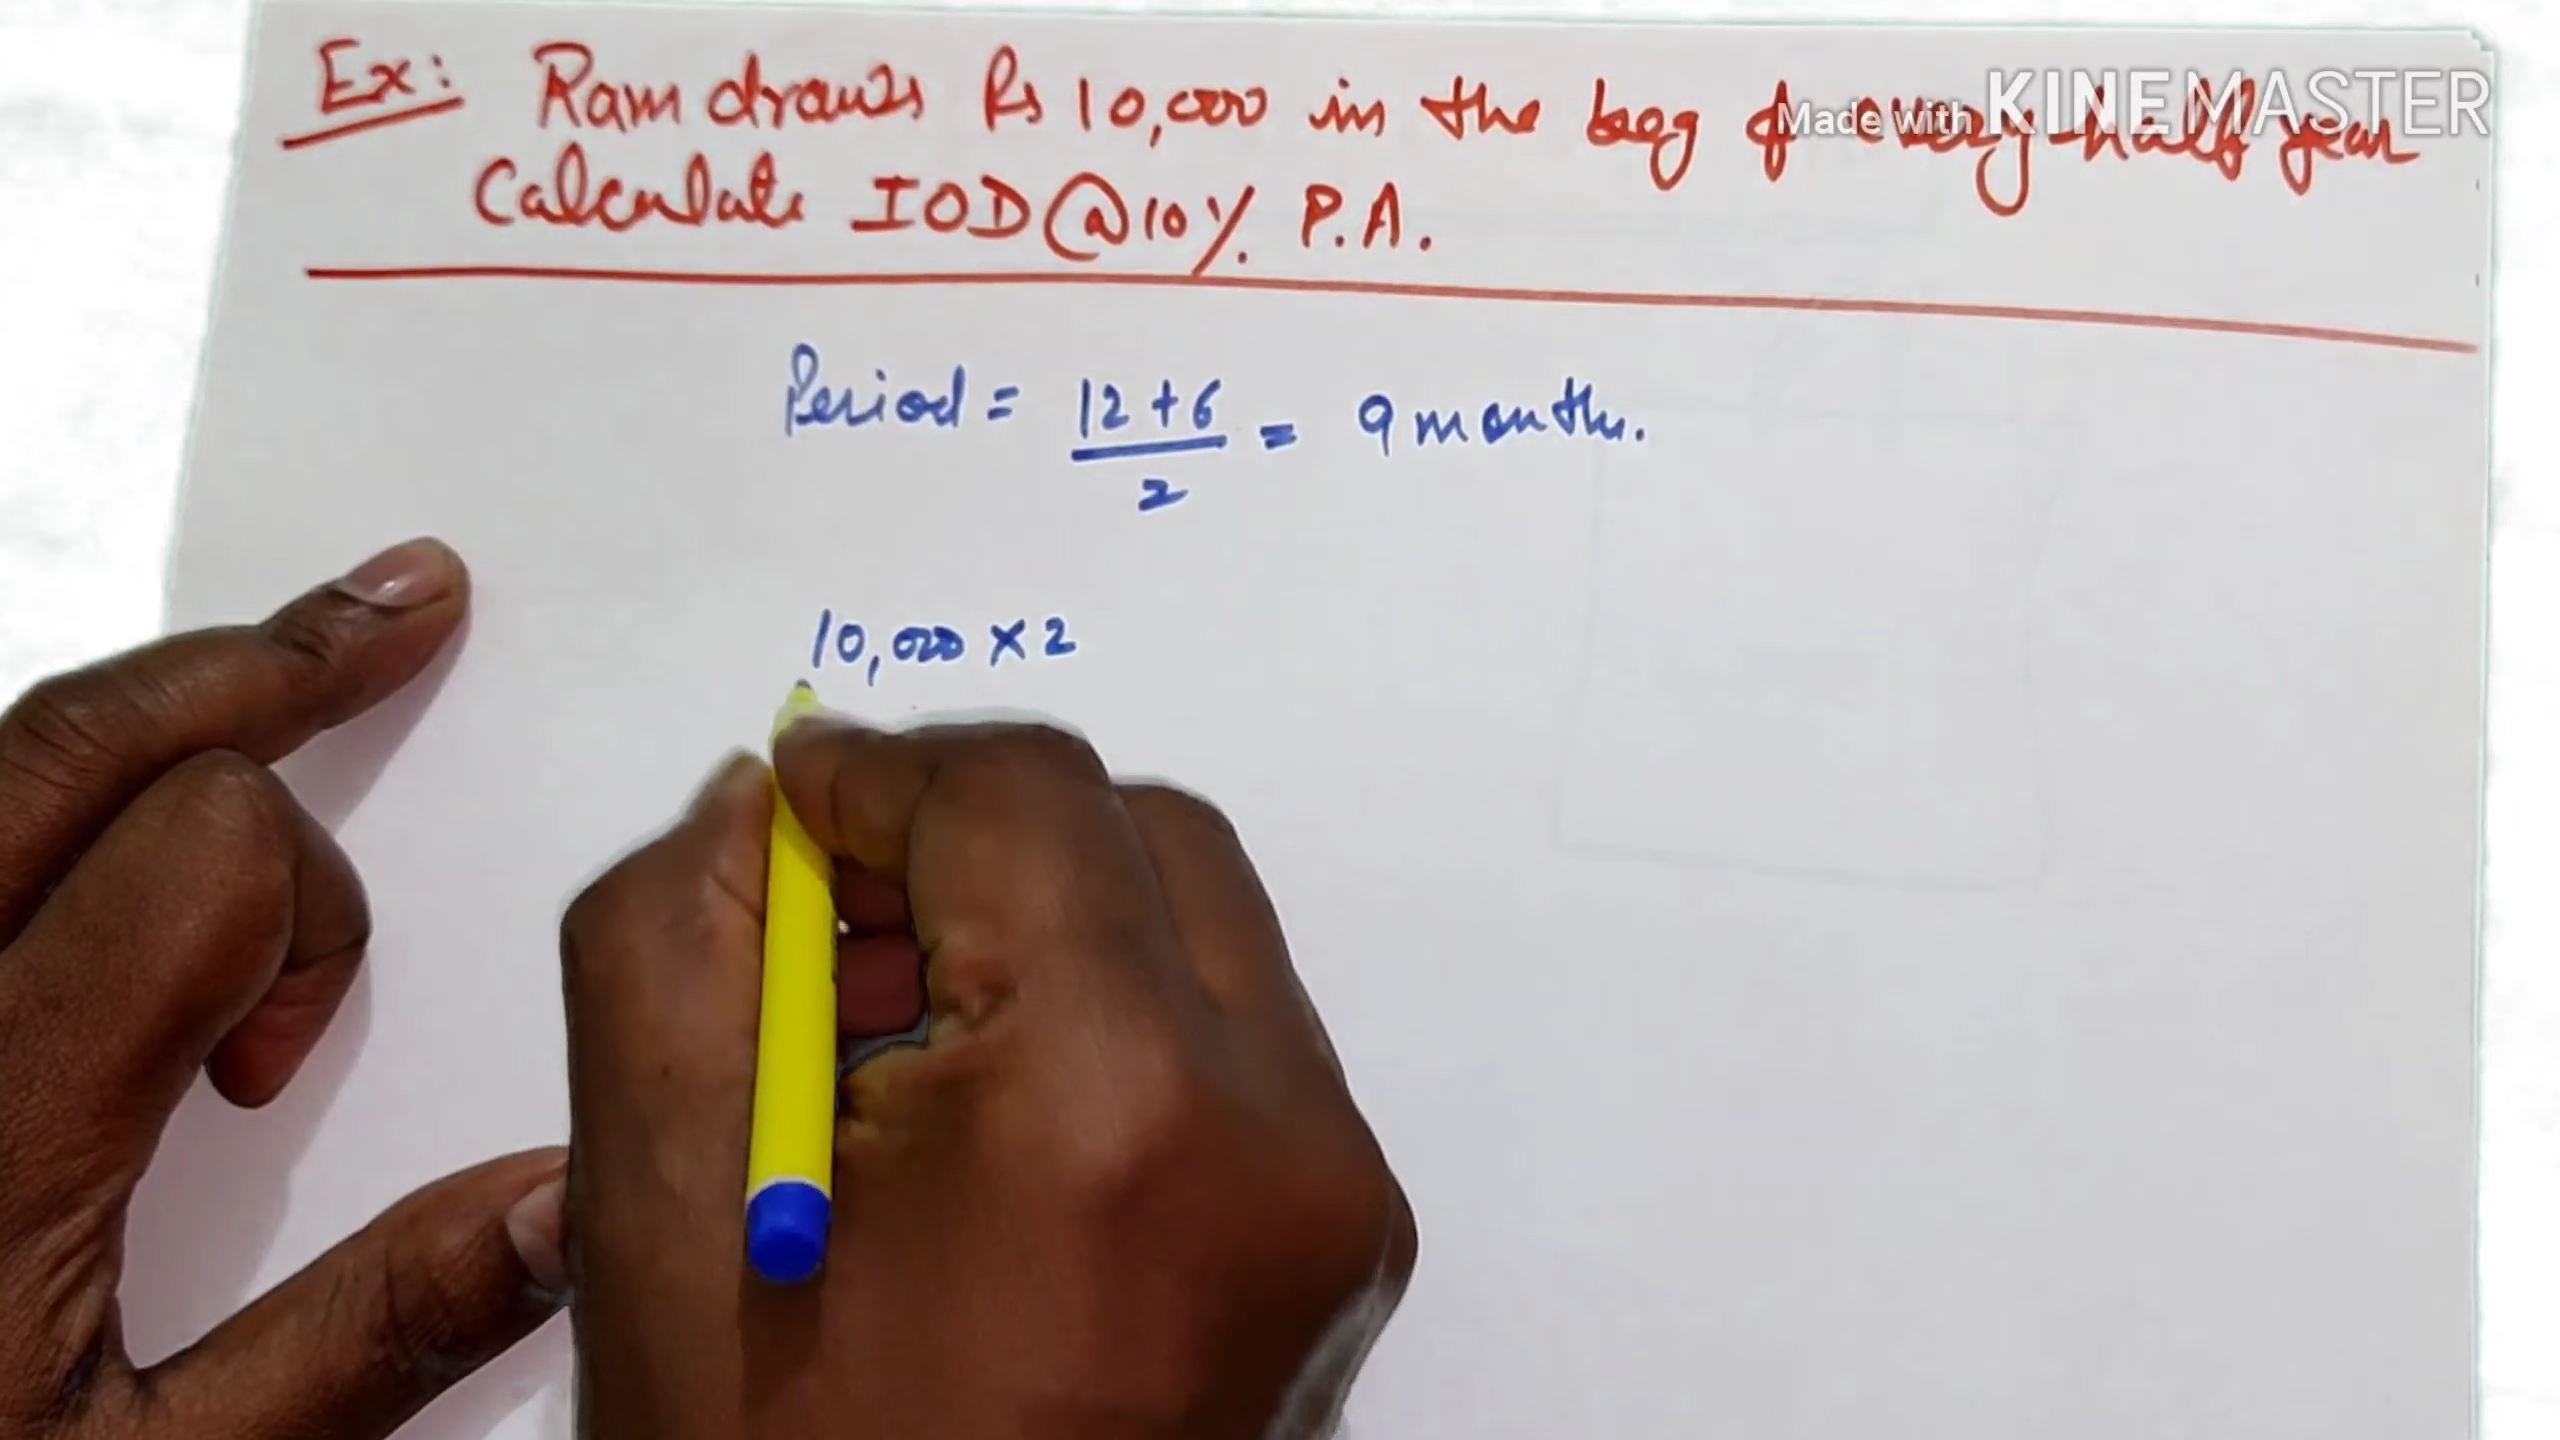 Ex: Ram draws Rs 10,000 in the beg of every half year
Made with KINEMASTER
Calculate IOD @ 10% P.A.
Period = 12 + 6 / 2 = 9 months.
10,000 × 2